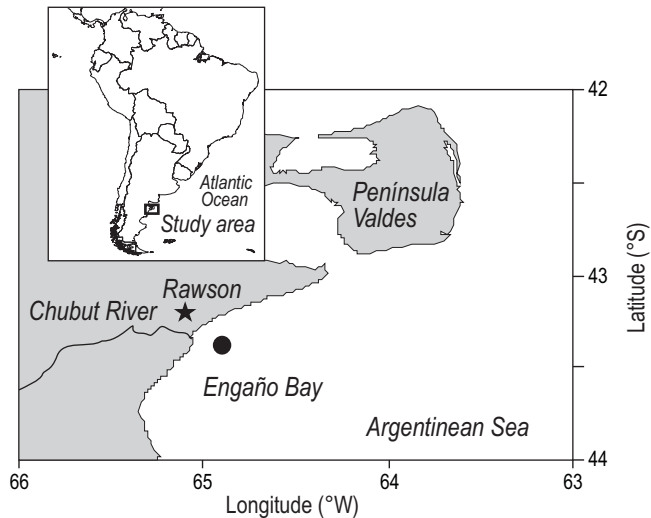 Atlantic
Ocean
Study area
42
Península
Valdes
43
Latitude (°S)
Rawson
Chubut River
Engaño Bay
Argentinean Sea
44
66
65
64
63
Longitude (°W)